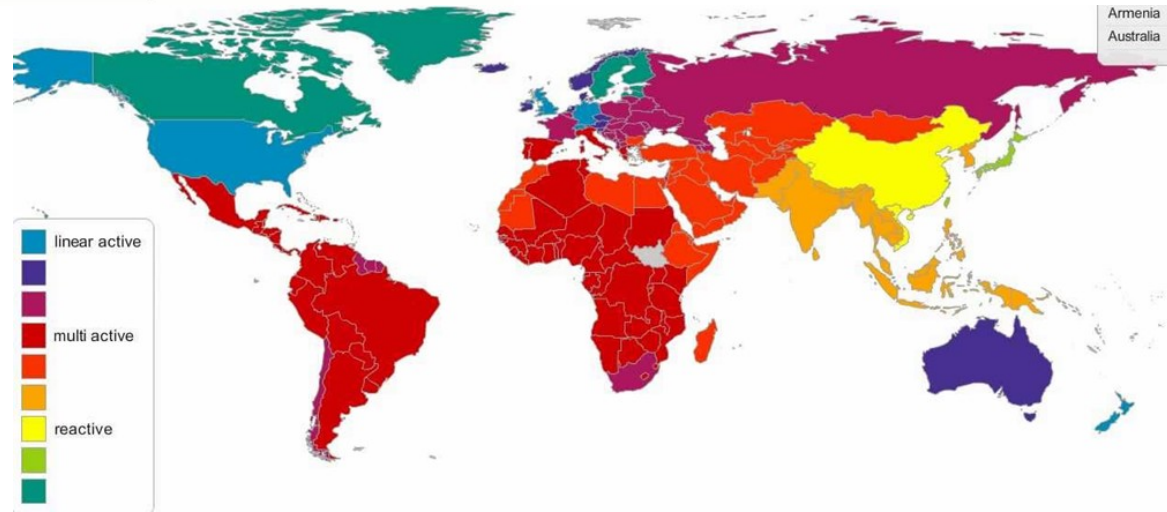 Armenia
Australia
linear active
multi active
reactive